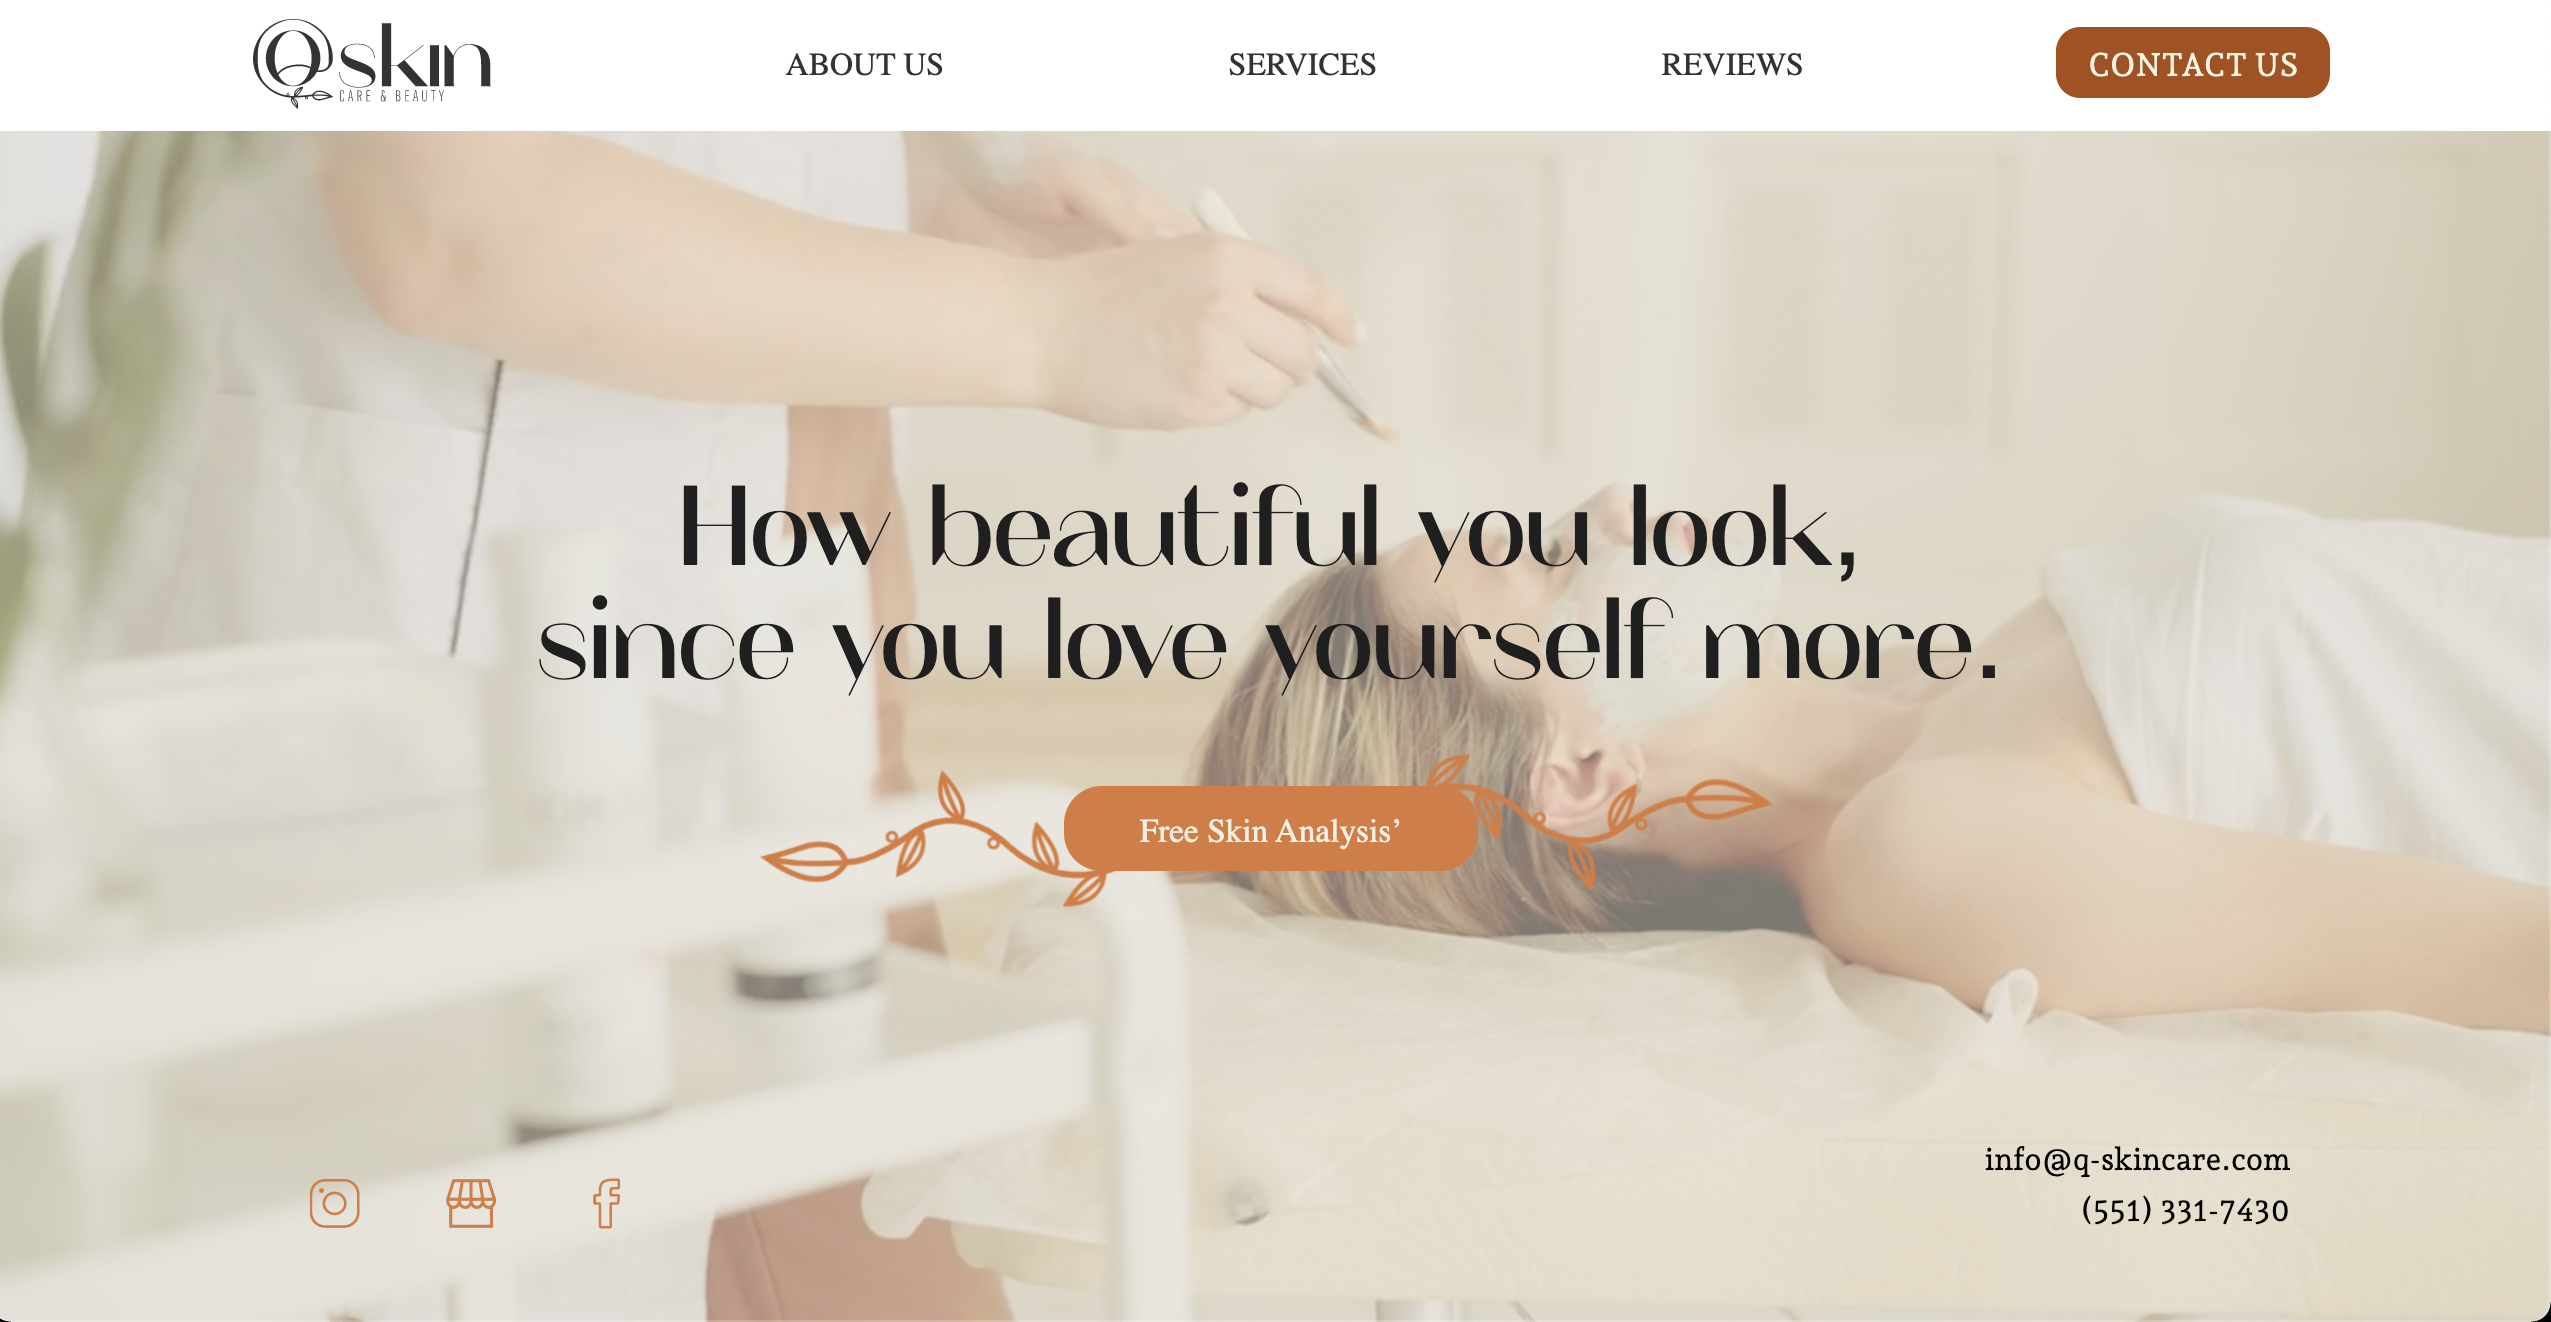 Qskin
CARE & BEAUTY
ABOUT US
SERVICES
REVIEWS
CONTACT US
How beautiful you look,
since you love yourself more.
Free Skin Analysis’
info@q-skincare.com
(551) 331-7430